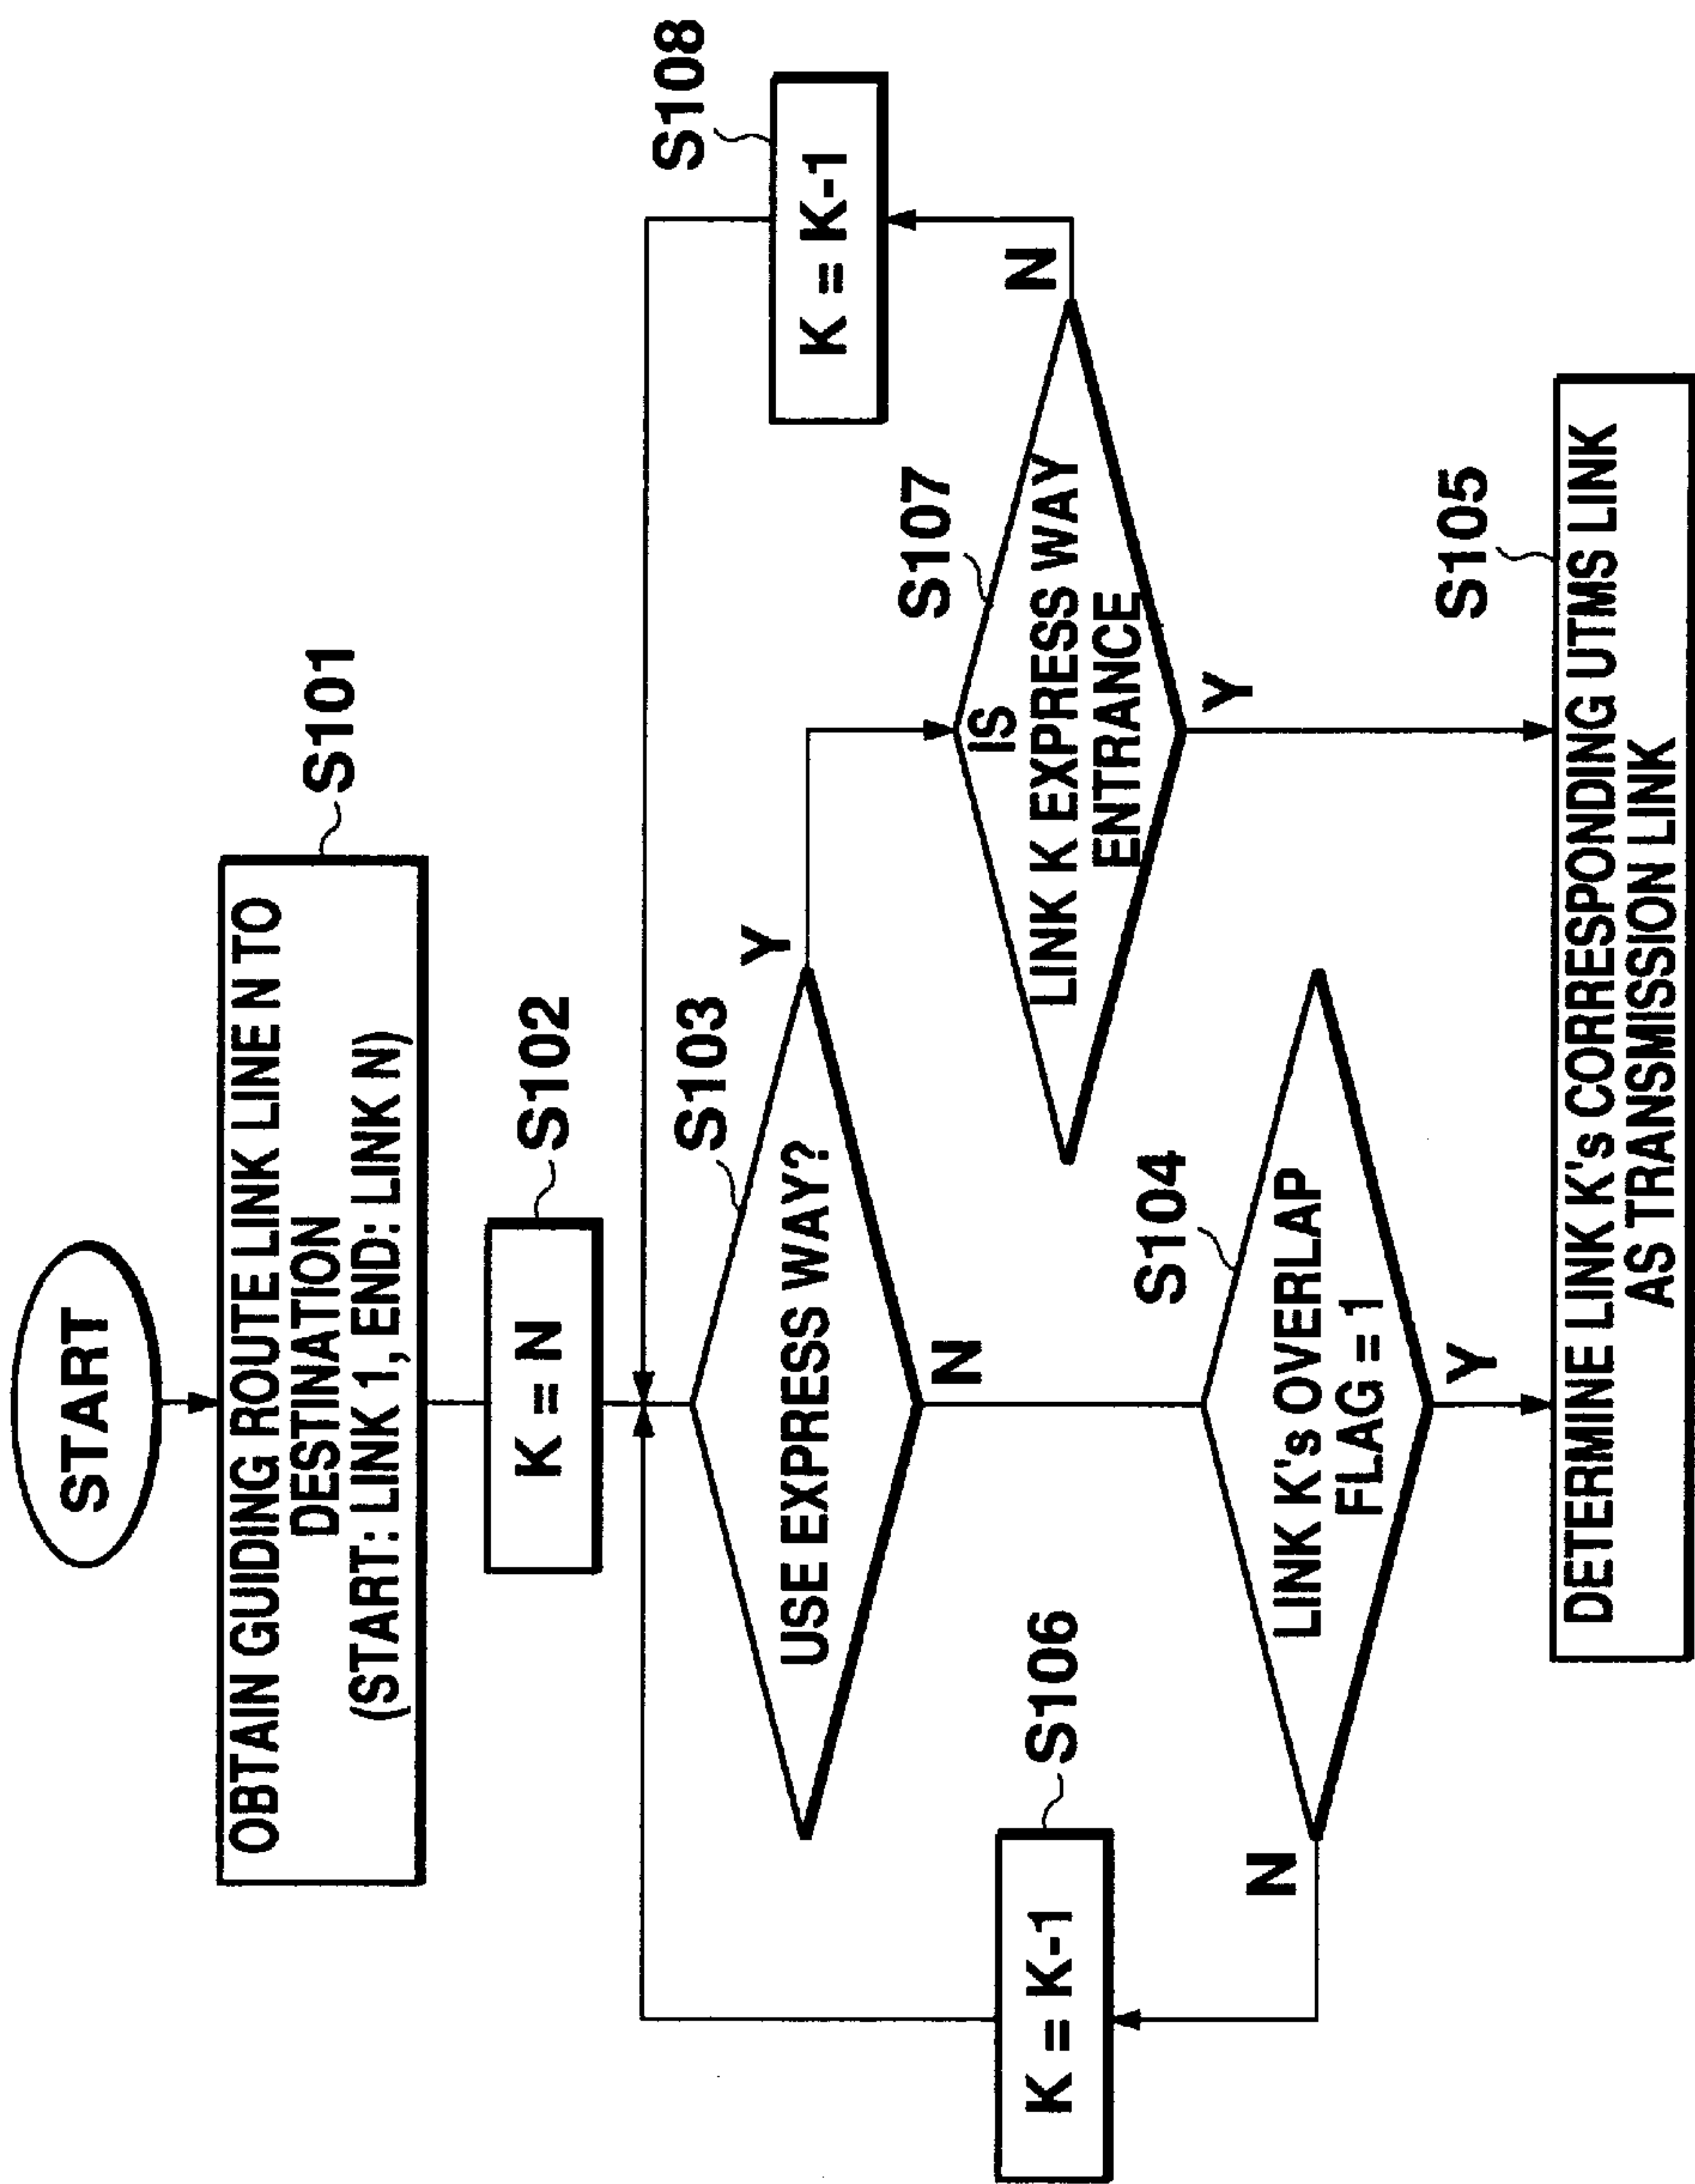 START
S101
OBTAIN GUIDING ROUTE LINK LINE N TO
DESTINATION
(START: LINK 1, END: LINK N)
S102
K = N
S103
USE EXPRESS WAY?
Y
N
S108
K = K-1
S107
IS
LINK K EXPRESS WAY
ENTRANCE
N
Y
S106
K = K-1
S104
LINK K's OVERLAP
FLAG = 1
N
Y
S105
DETERMINE LINK K's CORRESPONDING UTMS LINK
AS TRANSMISSION LINK